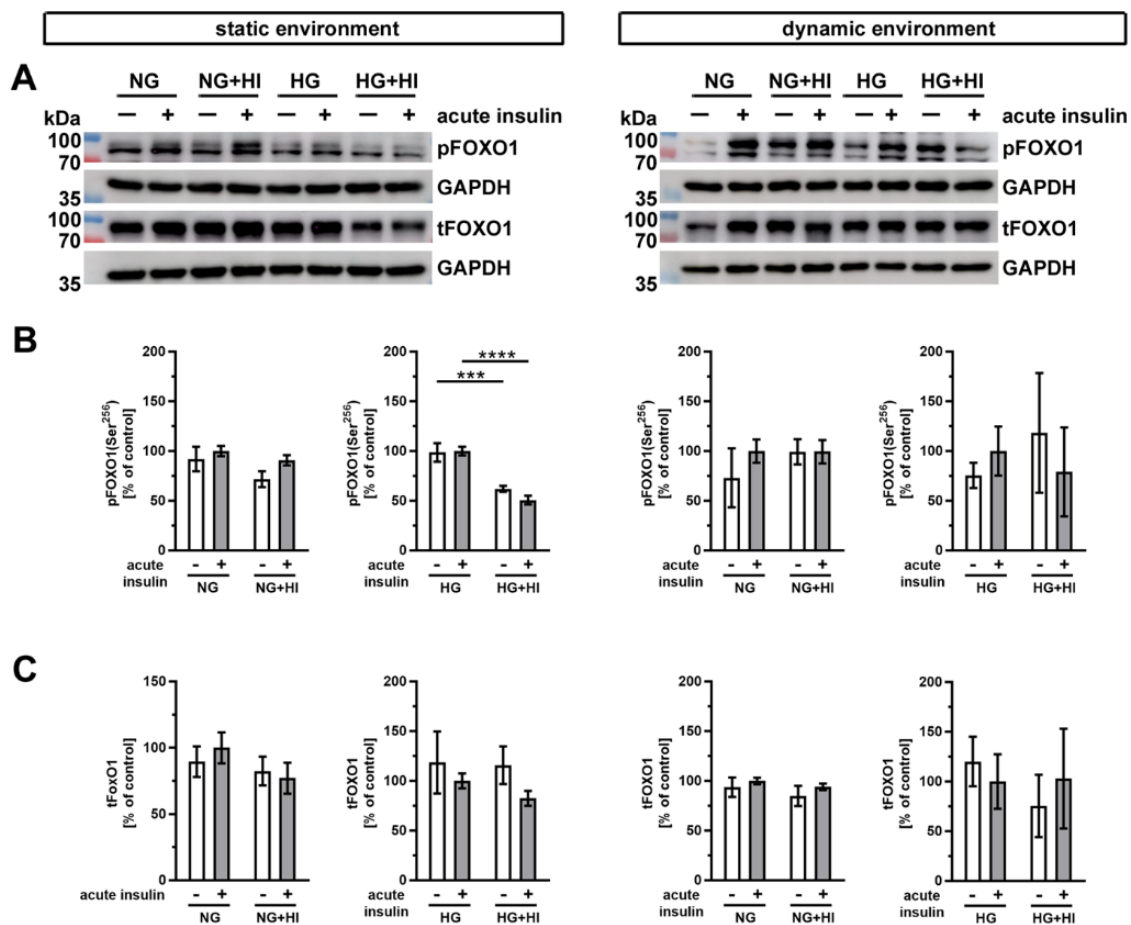 static environment
dynamic environment
A
NG NG+HI HG HG+HI
kDa — + — + — + — + acute insulin
100
70
pFOXO1
35
GAPDH
100
70
tFOXO1
35
GAPDH
NG NG+HI HG HG+HI
kDa — + — + — + — + acute insulin
100
70
pFOXO1
35
GAPDH
100
70
tFOXO1
35
GAPDH
B
pFOXO1(Ser256)
[% of control]
200
150
100
50
0
acute insulin - + - +
NG NG+HI
pFOXO1(Ser256)
[% of control]
200
150
100
50
0
****
***
acute insulin - + - +
HG HG+HI
pFOXO1(Ser256)
[% of control]
200
150
100
50
0
acute insulin - + - +
NG NG+HI
pFOXO1(Ser256)
[% of control]
200
150
100
50
0
acute insulin - + - +
HG HG+HI
C
tFoxO1
[% of control]
150
100
50
0
acute insulin - + - +
NG NG+HI
tFOXO1
[% of control]
200
150
100
50
0
acute insulin - + - +
HG HG+HI
tFOXO1
[% of control]
200
150
100
50
0
acute insulin - + - +
NG NG+HI
tFOXO1
[% of control]
200
150
100
50
0
acute insulin - + - +
HG HG+HI